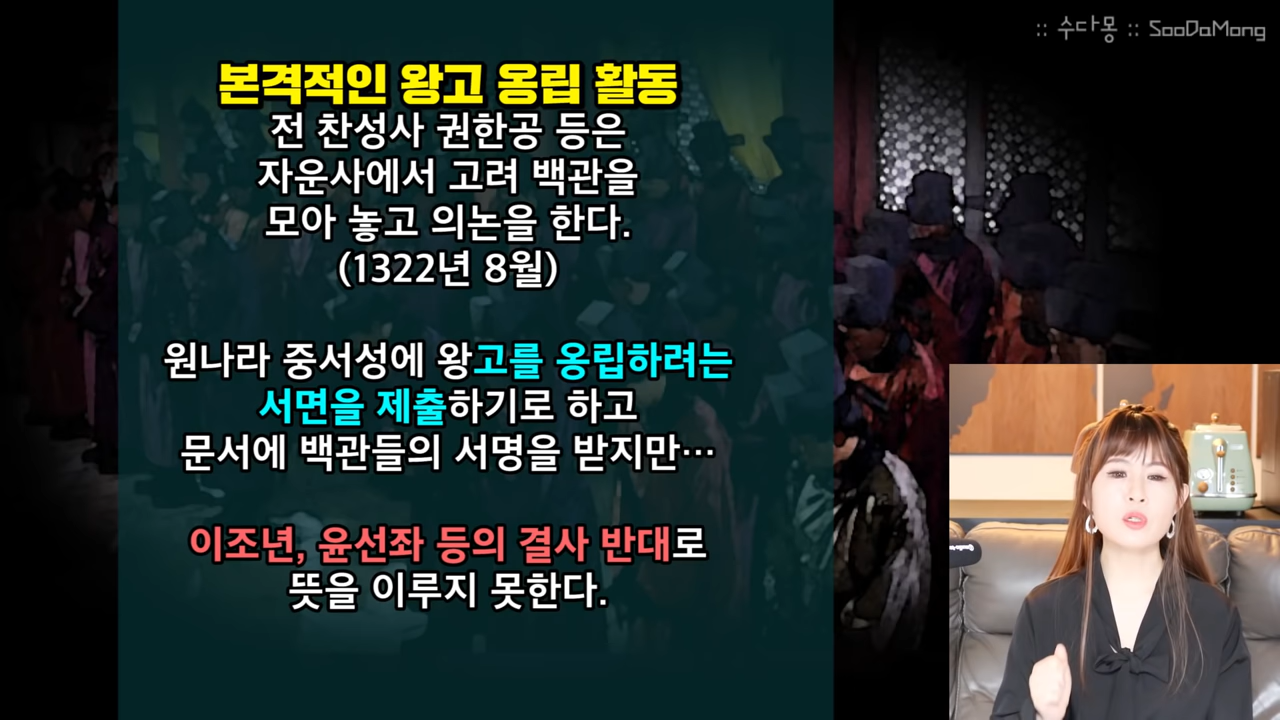 :: 수다몽 :: SooDaMong
본격적인 왕고 옹립 활동
전 찬성사 권한공 등은
자운사에서 고려 백관을
모아 놓고 의논을 한다.
(1322년 8월)
원나라 중서성에 왕고를 옹립하려는
서면을 제출하기로 하고
문서에 백관들의 서명을 받지만…
이조년, 윤선좌 등의 결사 반대로
뜻을 이루지 못한다.